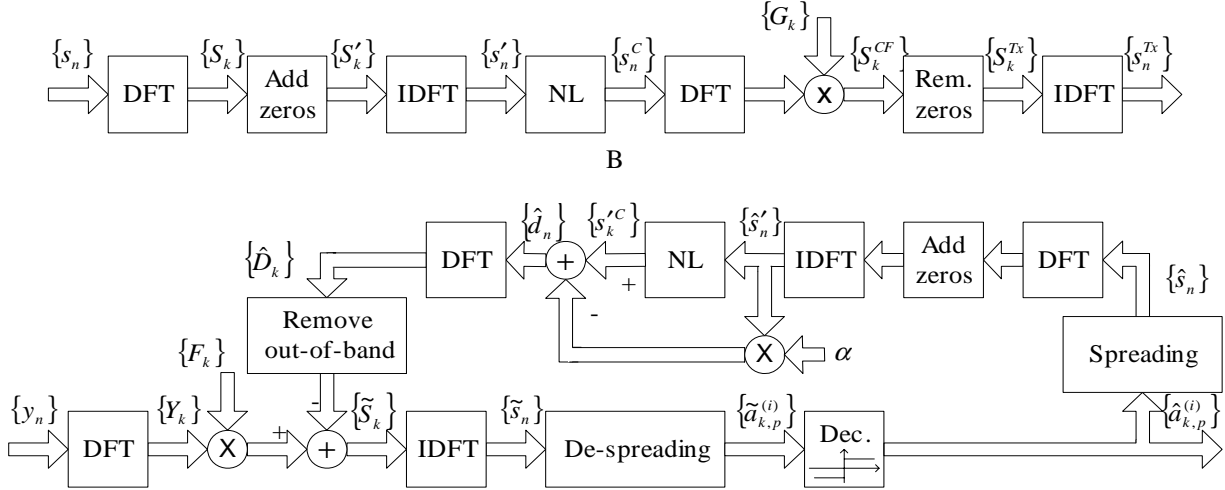 {G_k}
{s_n} {S_k} {S'_k} {s'_n} {s_n^C} {S_k^{CF}} {S_k^{Tx}} {s_n^{Tx}}
DFT Add zeros IDFT NL DFT X Rem. zeros IDFT
B
{D̂_k} {d̂_n} {s'_k^C} {ŝ'_n} {ŝ_n}
DFT + NL IDFT Add zeros DFT
+
-
Remove out-of-band X α Spreading
{F_k}
-
{y_n} {Y_k} {S̃_k} {s̃_n} {ã_{k,p}^{(i)}} {â_{k,p}^{(i)}}
DFT X + + IDFT De-spreading Dec.